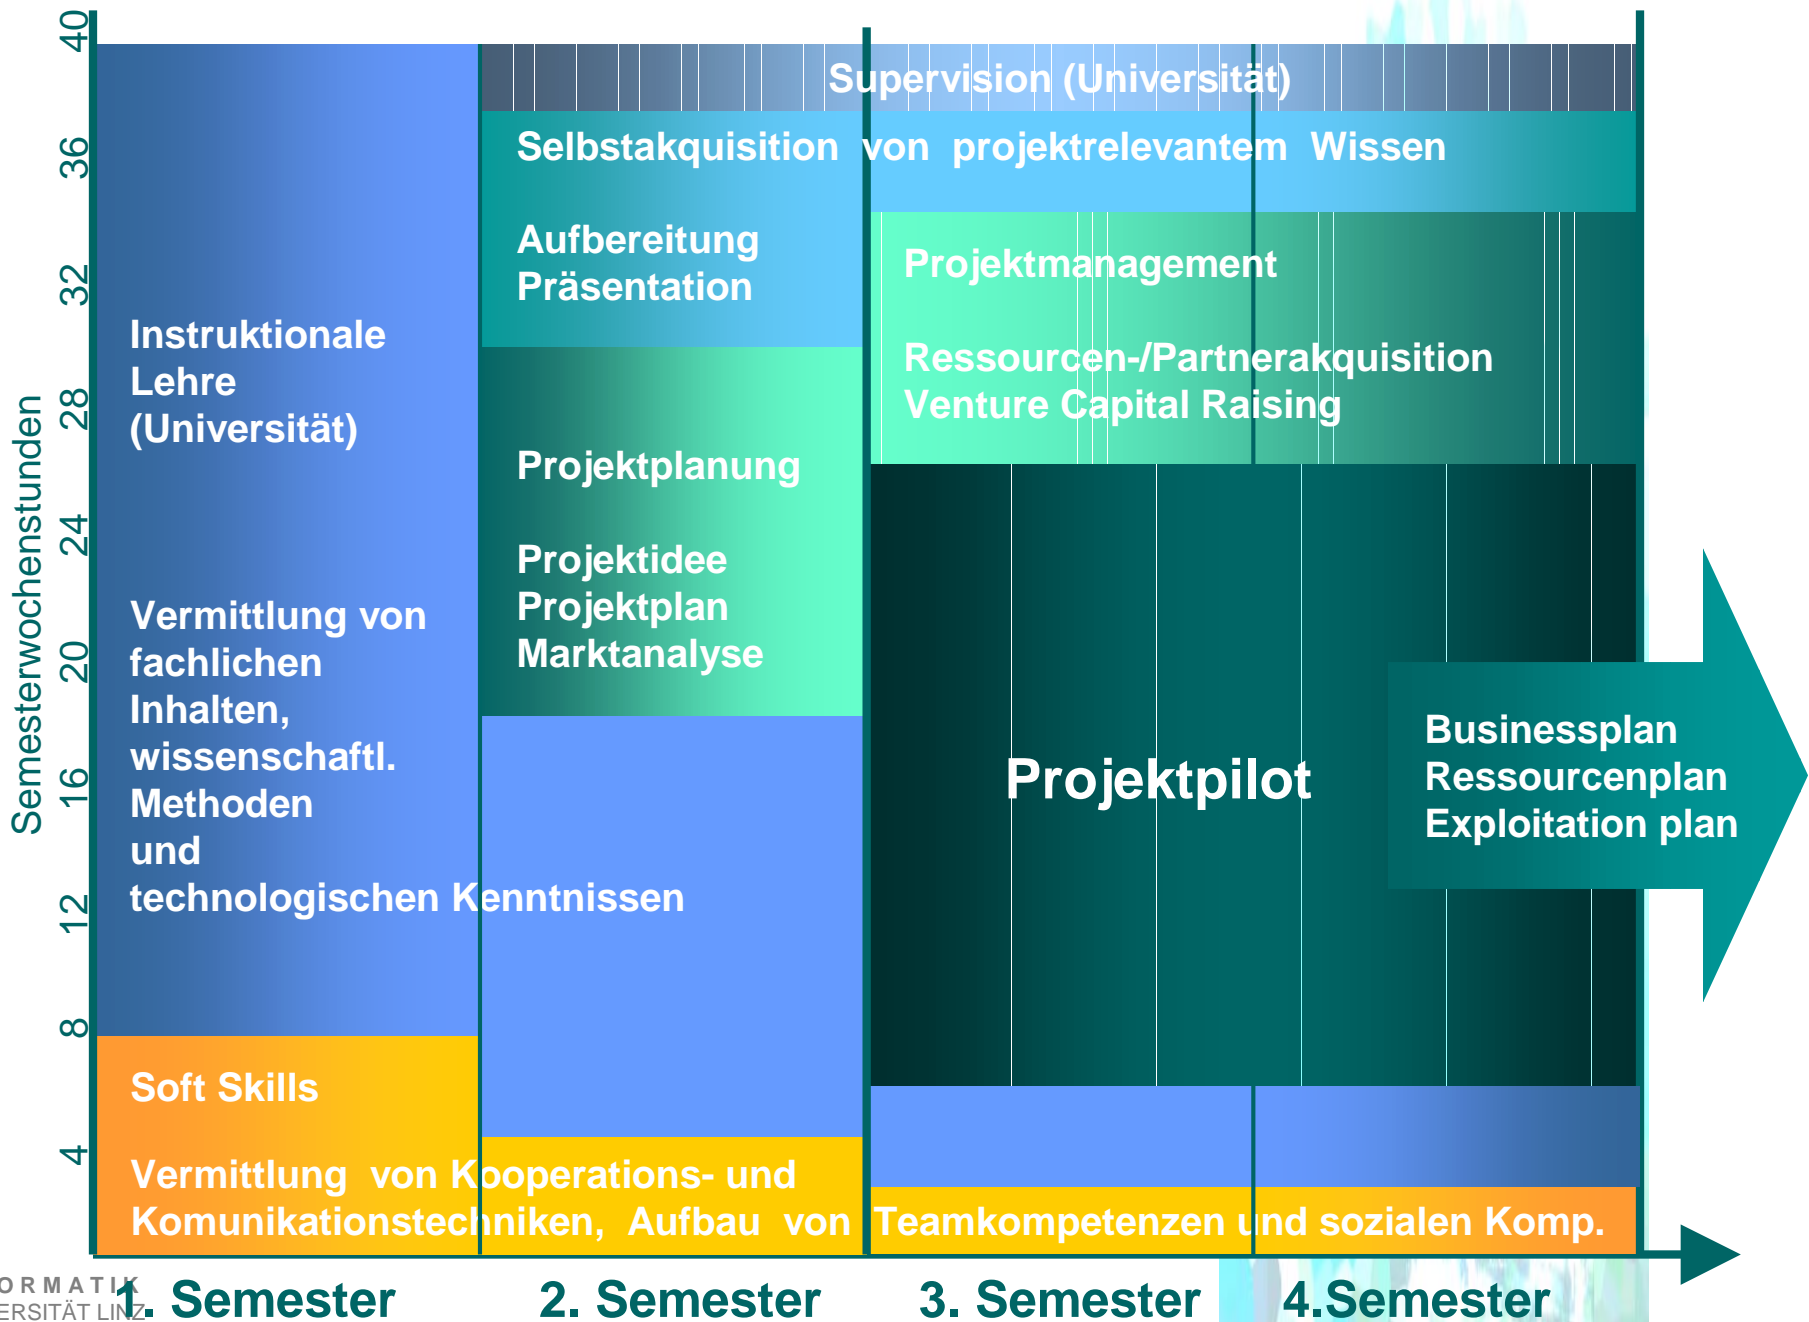 Semesterwochenstunden
40
36
32
28
24
20
16
12
8
4
Supervision (Universität)
Selbstakquisition von projektrelevantem Wissen
Aufbereitung
Präsentation
Projektmanagement
Ressourcen-/Partnerakquisition
Venture Capital Raising
Instruktionale
Lehre
(Universität)
Projektplanung
Projektidee
Projektplan
Marktanalyse
Vermittlung von
fachlichen
Inhalten,
wissenschaftl.
Methoden
und
technologischen Kenntnissen
Projektpilot
Businessplan
Ressourcenplan
Exploitation plan
Soft Skills
Vermittlung von Kooperations- und
Komunikationstechniken, Aufbau von Teamkompetenzen und sozialen Komp.
1. Semester
2. Semester
3. Semester
4.Semester
ORMATIK
ERSITÄT LINZ